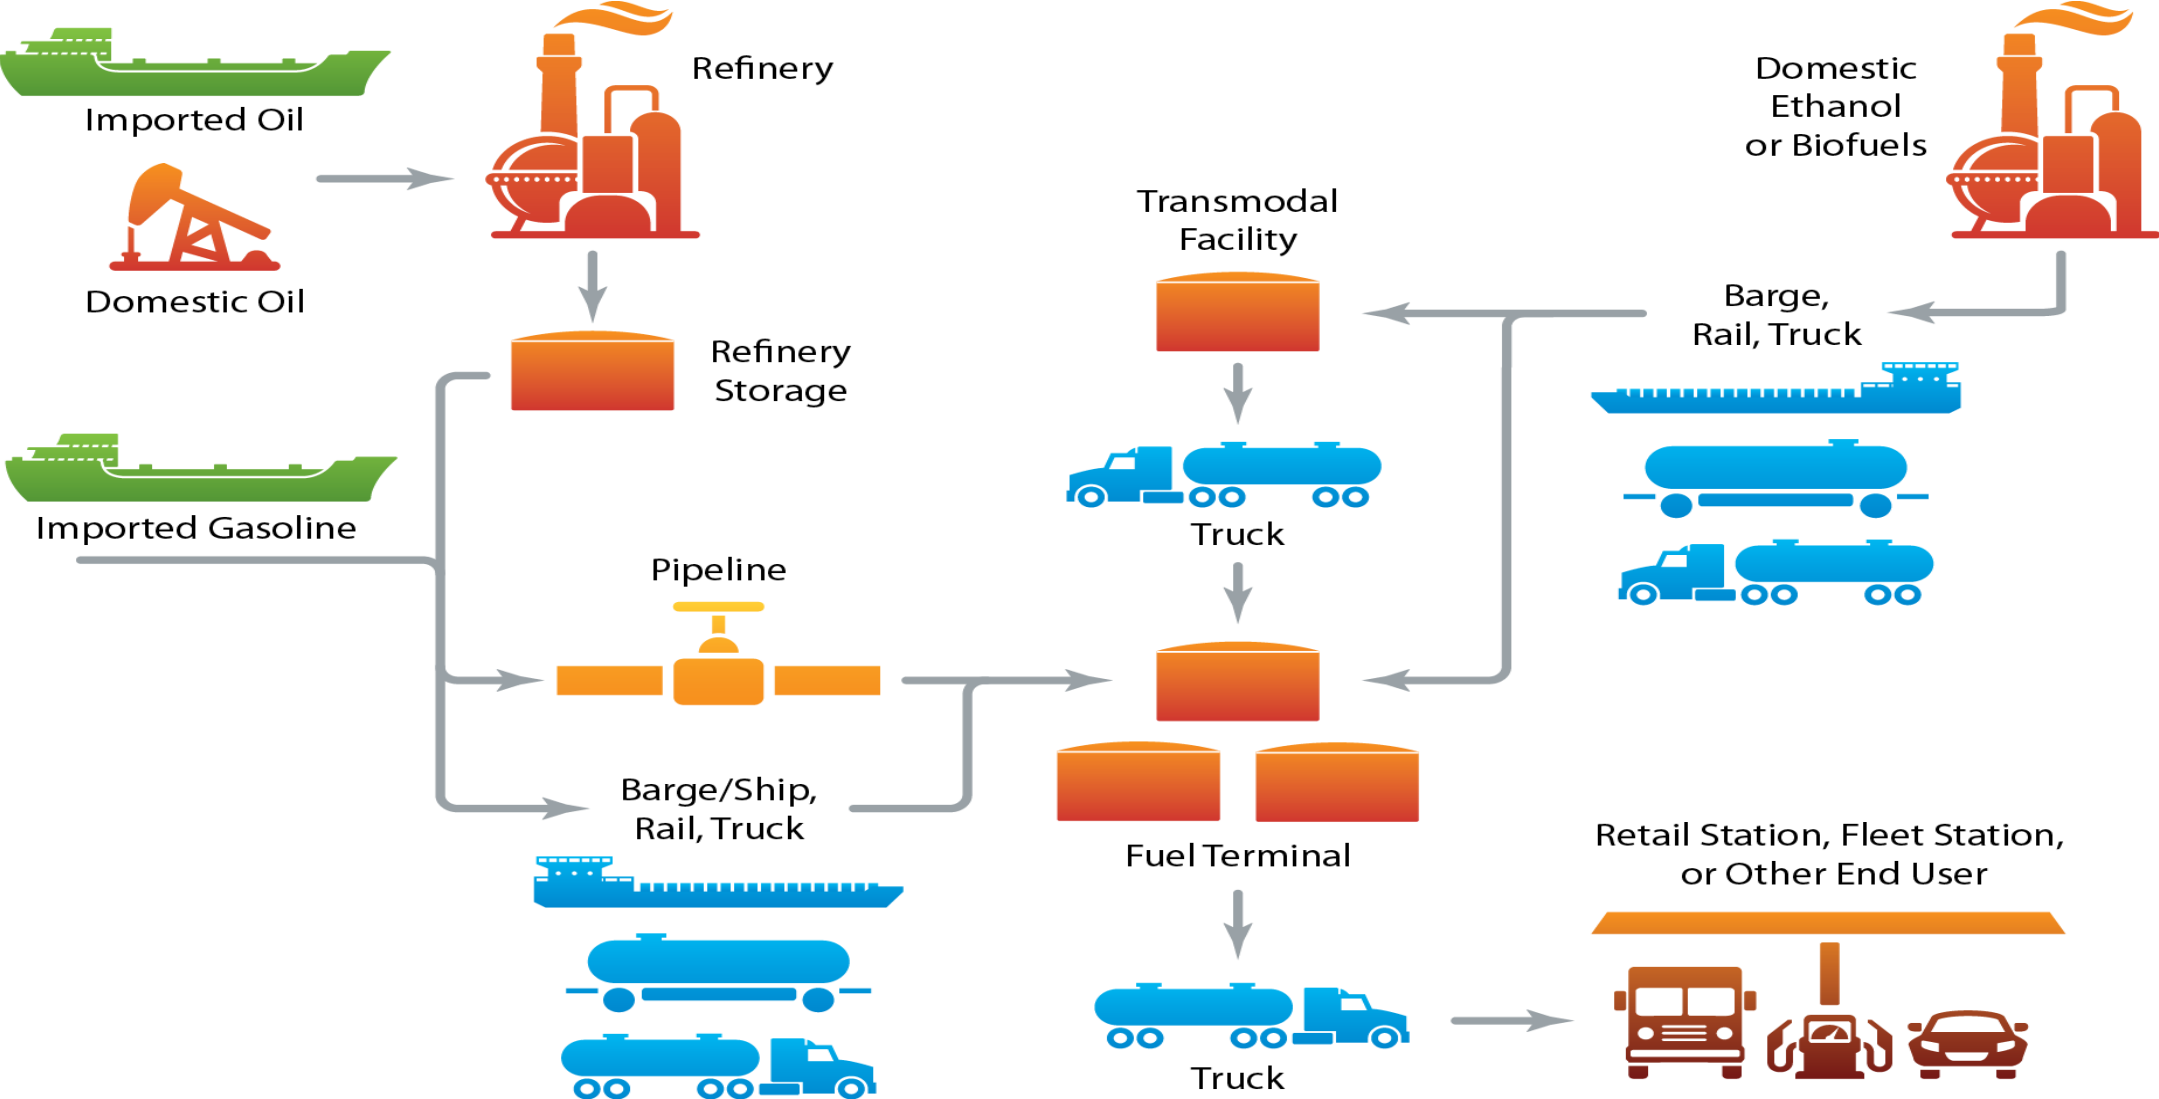 Imported Oil
Domestic Oil
Refinery
Refinery
Storage
Imported Gasoline
Pipeline
Barge/Ship,
Rail, Truck
Transmodal
Facility
Truck
Fuel Terminal
Truck
Domestic
Ethanol
or Biofuels
Barge,
Rail, Truck
Retail Station, Fleet Station,
or Other End User